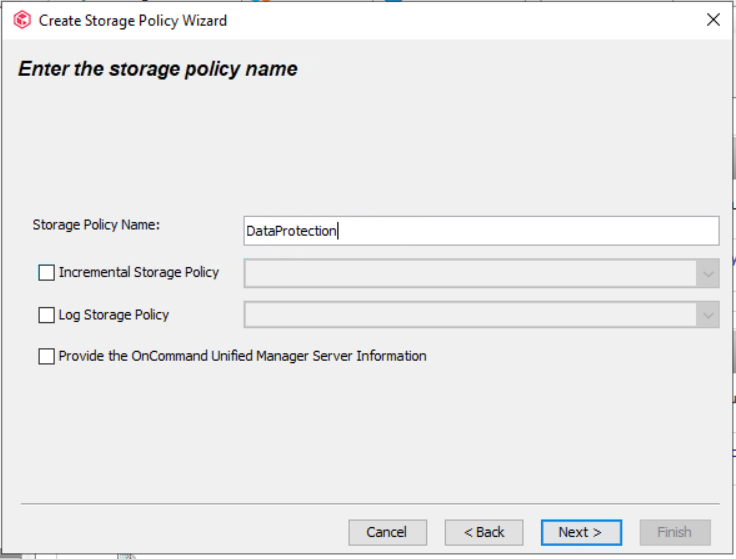 Create Storage Policy Wizard
Enter the storage policy name
Storage Policy Name:
DataProtection
Incremental Storage Policy
Log Storage Policy
Provide the OnCommand Unified Manager Server Information
Cancel
< Back
Next >
Finish